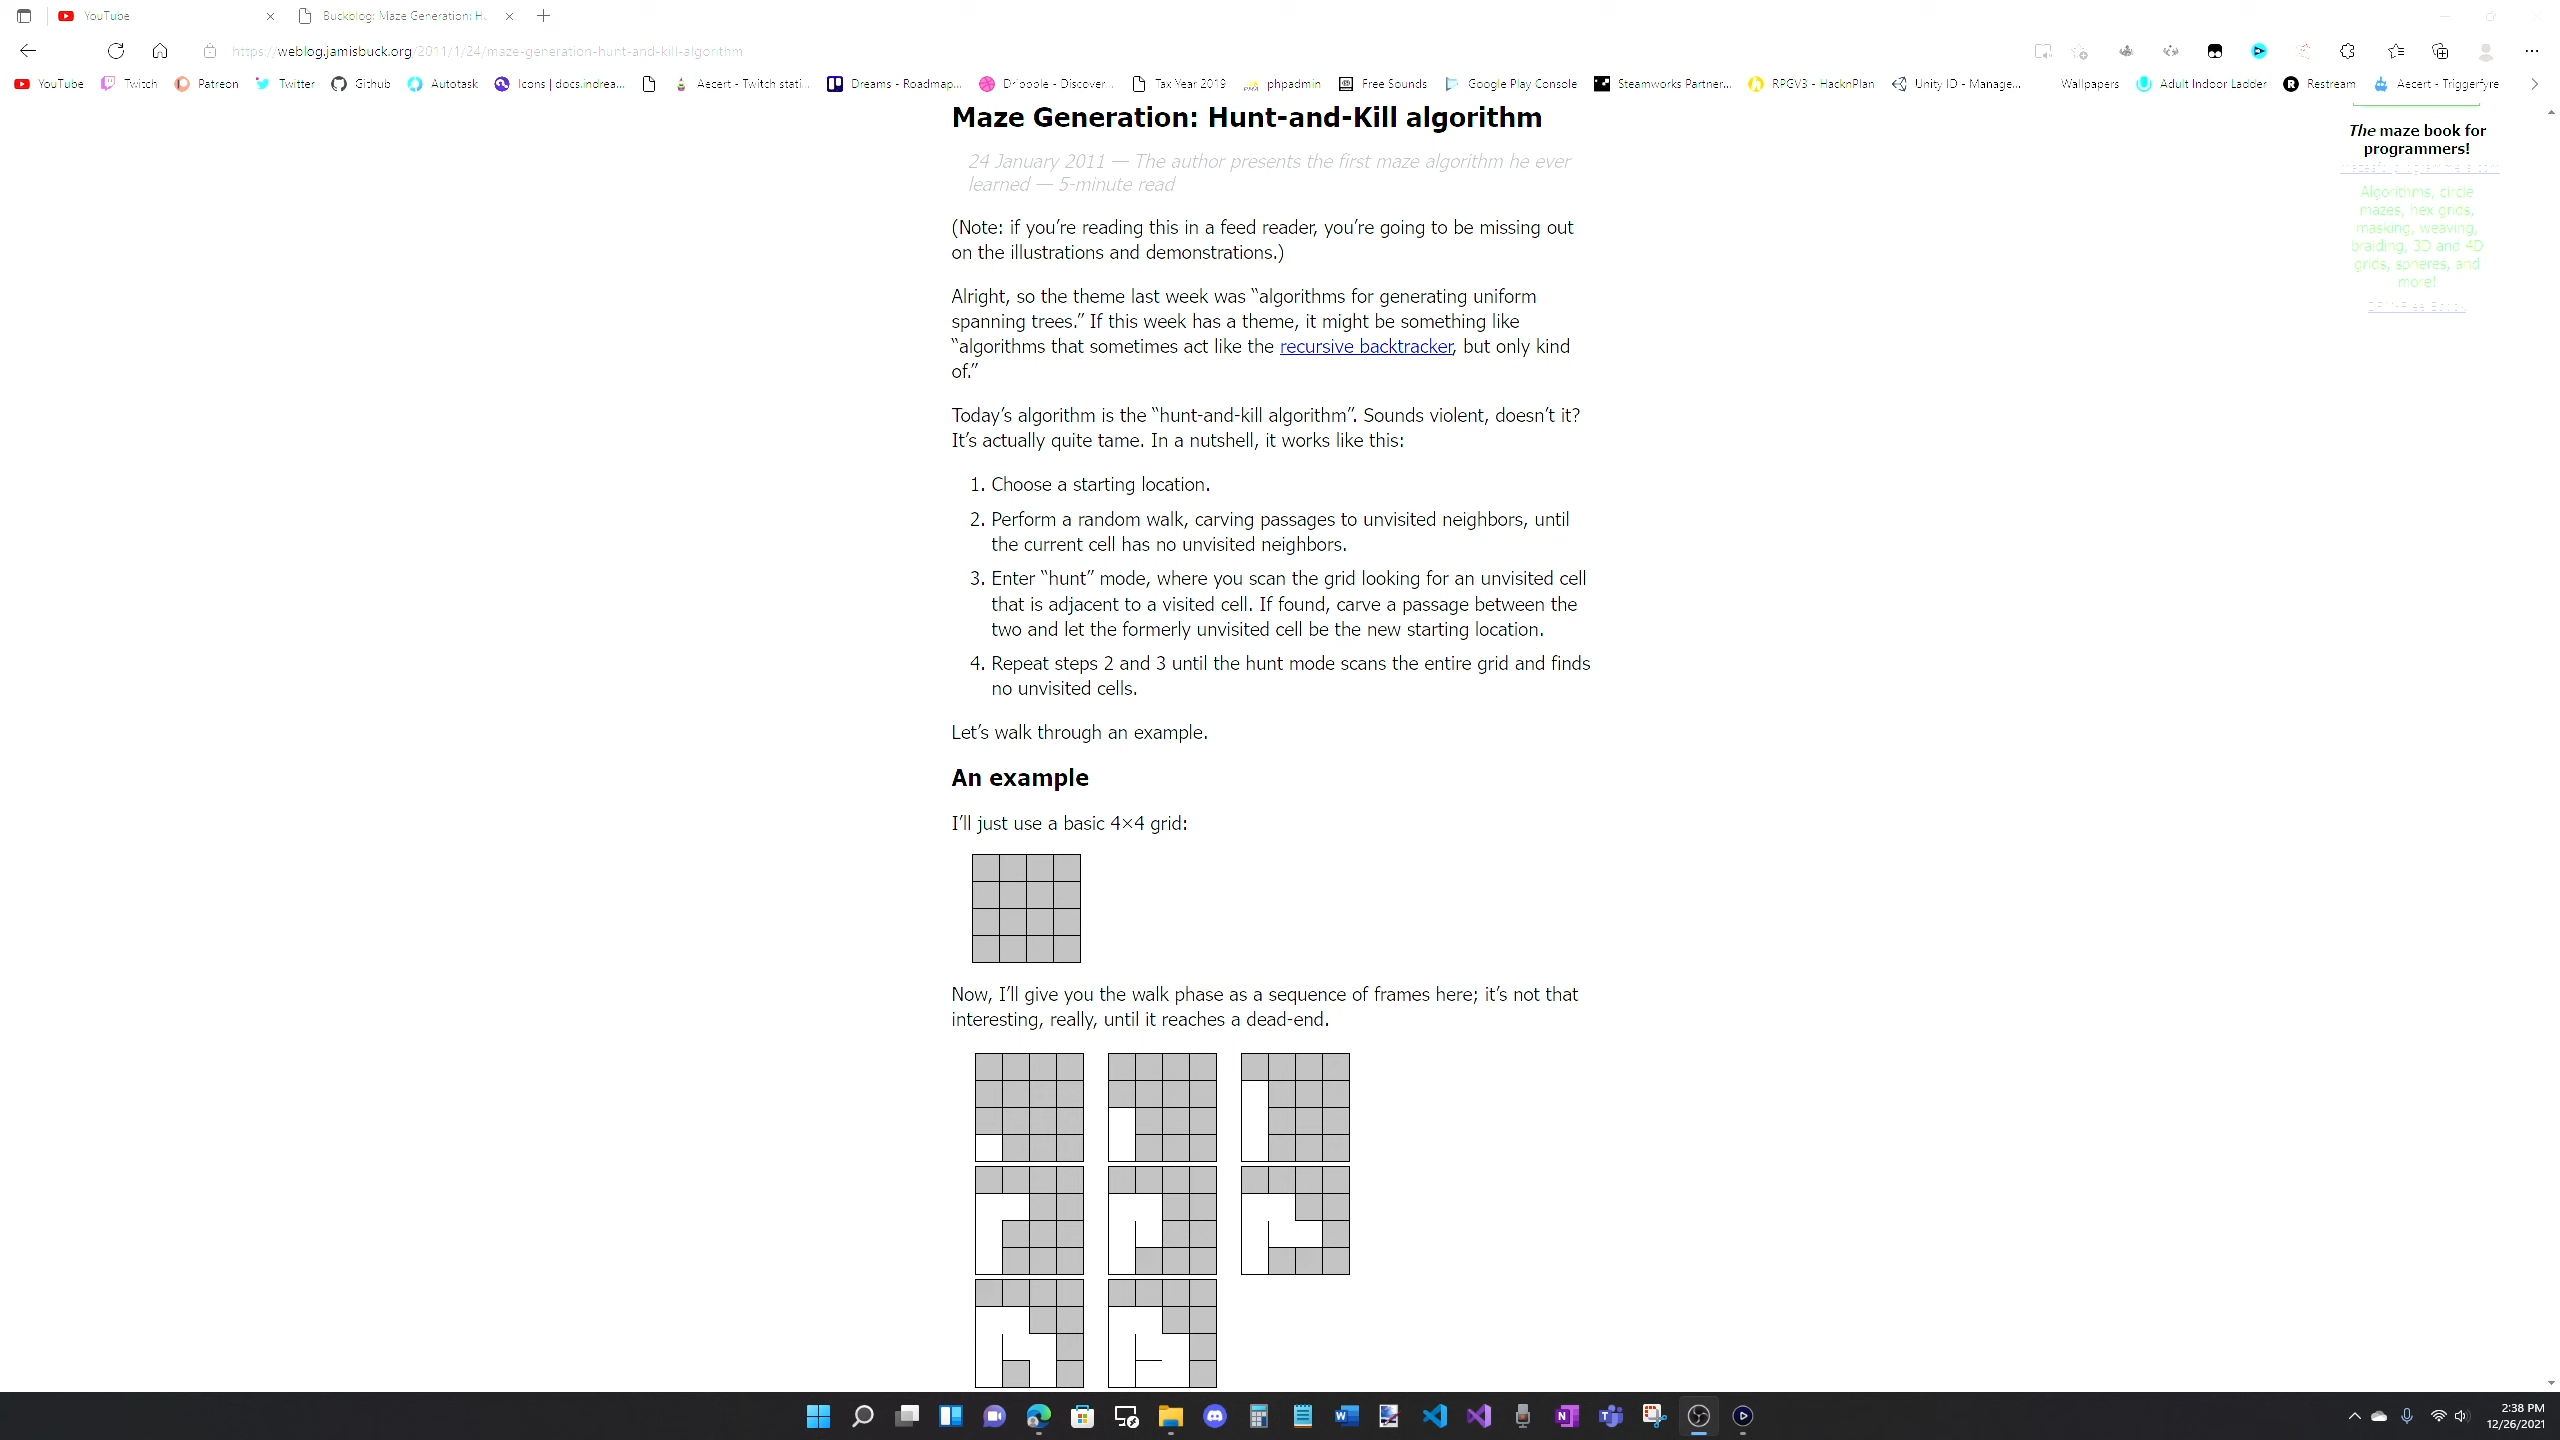 YouTube
Buckblog: Maze Generation: H
https://weblog.jamisbuck.org/2011/1/24/maze-generation-hunt-and-kill-algorithm
YouTube Twitch Patreon Twitter Github Autotask Icons | docs.indrea... Aecert - Twitch stati... Dreams - Roadmap... Dribbble - Discover... Tax Year 2019 phpadmin Free Sounds Google Play Console Steamworks Partner... RPGV3 - HacknPlan Unity ID - Manage... Wallpapers Adult Indoor Ladder Restream Aecert - Triggerfyre
Maze Generation: Hunt-and-Kill algorithm
24 January 2011 — The author presents the first maze algorithm he ever
learned — 5-minute read
(Note: if you’re reading this in a feed reader, you’re going to be missing out
on the illustrations and demonstrations.)
Alright, so the theme last week was “algorithms for generating uniform
spanning trees.” If this week has a theme, it might be something like
“algorithms that sometimes act like the recursive backtracker, but only kind
of.”
Today’s algorithm is the “hunt-and-kill algorithm”. Sounds violent, doesn’t it?
It’s actually quite tame. In a nutshell, it works like this:
1. Choose a starting location.
2. Perform a random walk, carving passages to unvisited neighbors, until
the current cell has no unvisited neighbors.
3. Enter “hunt” mode, where you scan the grid looking for an unvisited cell
that is adjacent to a visited cell. If found, carve a passage between the
two and let the formerly unvisited cell be the new starting location.
4. Repeat steps 2 and 3 until the hunt mode scans the entire grid and finds
no unvisited cells.
Let’s walk through an example.
An example
I’ll just use a basic 4×4 grid:
Now, I’ll give you the walk phase as a sequence of frames here; it’s not that
interesting, really, until it reaches a dead-end.
The maze book for
programmers!
Algorithms, circle
mazes, hex grids,
masking, weaving,
braiding, 3D and 4D
grids, spheres, and
more!
2:38 PM
12/26/2021